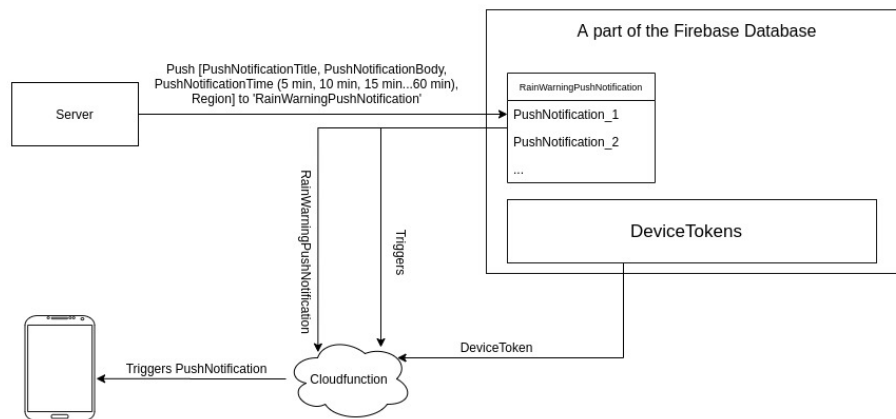 A part of the Firebase Database
Push [PushNotificationTitle, PushNotificationBody,
PushNotificationTime (5 min, 10 min, 15 min...60 min),
Region] to 'RainWarningPushNotification'
Server
RainWarningPushNotification
PushNotification_1
PushNotification_2
...
DeviceTokens
RainWarningPushNotification
Triggers
DeviceToken
Triggers PushNotification
Cloudfunction